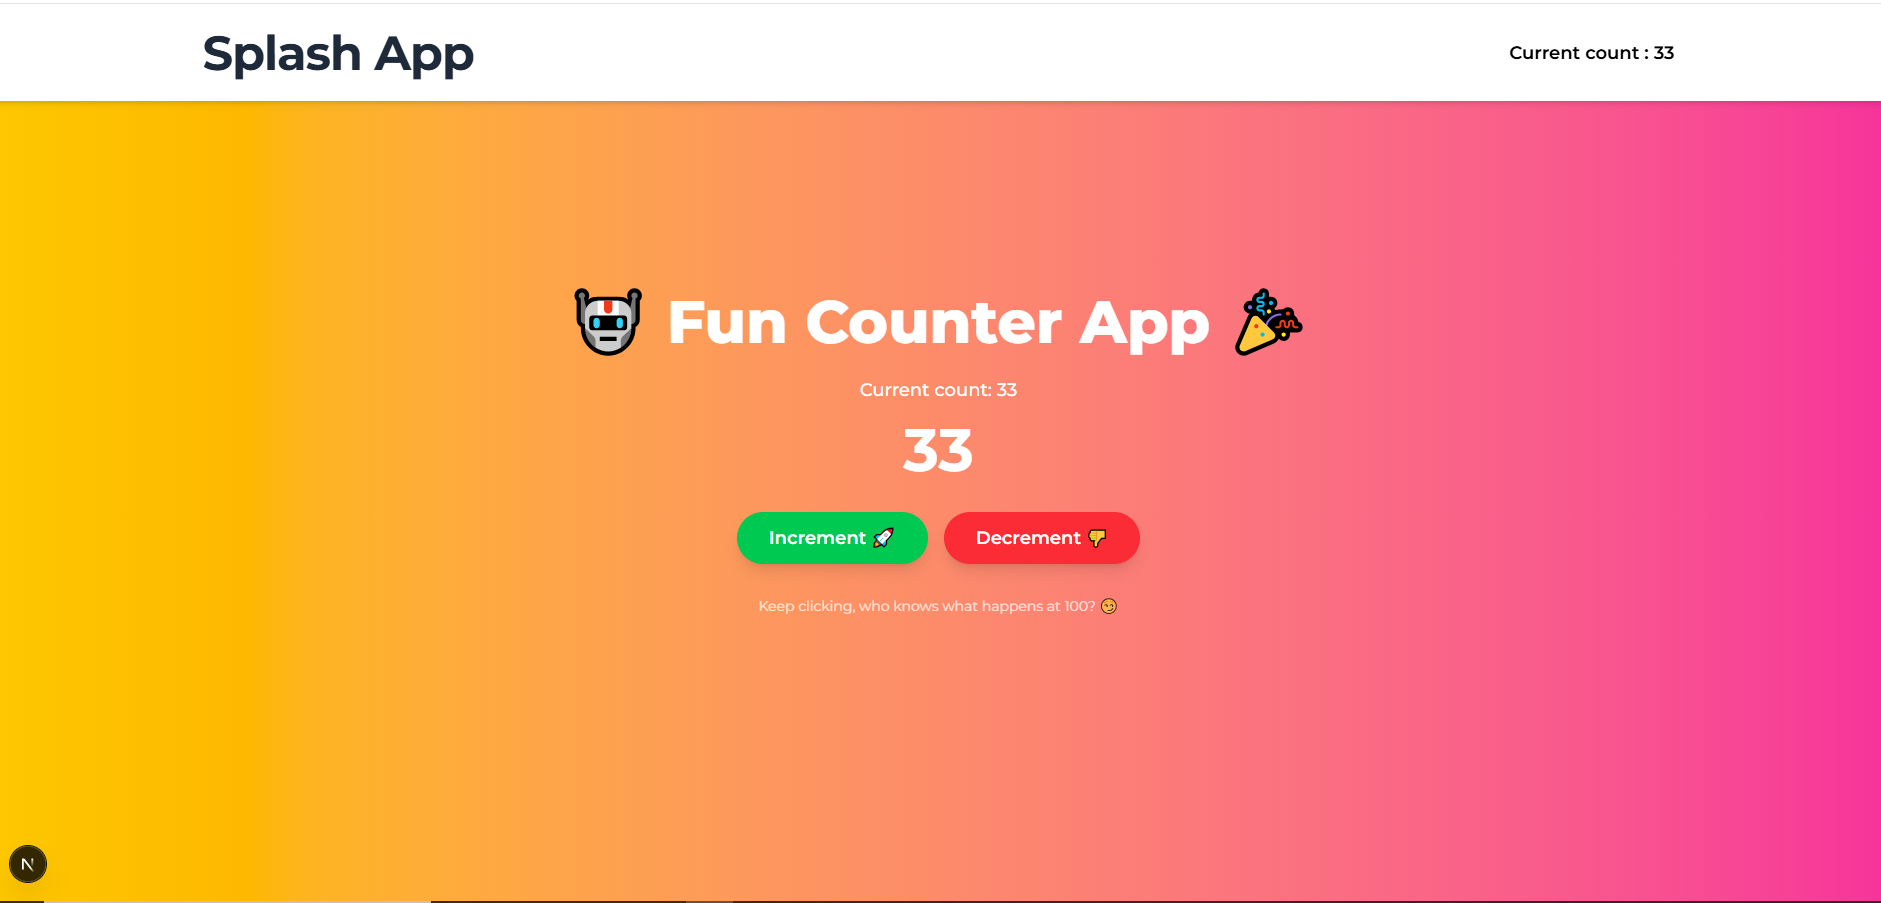 Splash App
Current count : 33
🤖 Fun Counter App 🎉
Current count: 33
33
Increment 🚀
Decrement 👎
Keep clicking, who knows what happens at 100? 😏
N